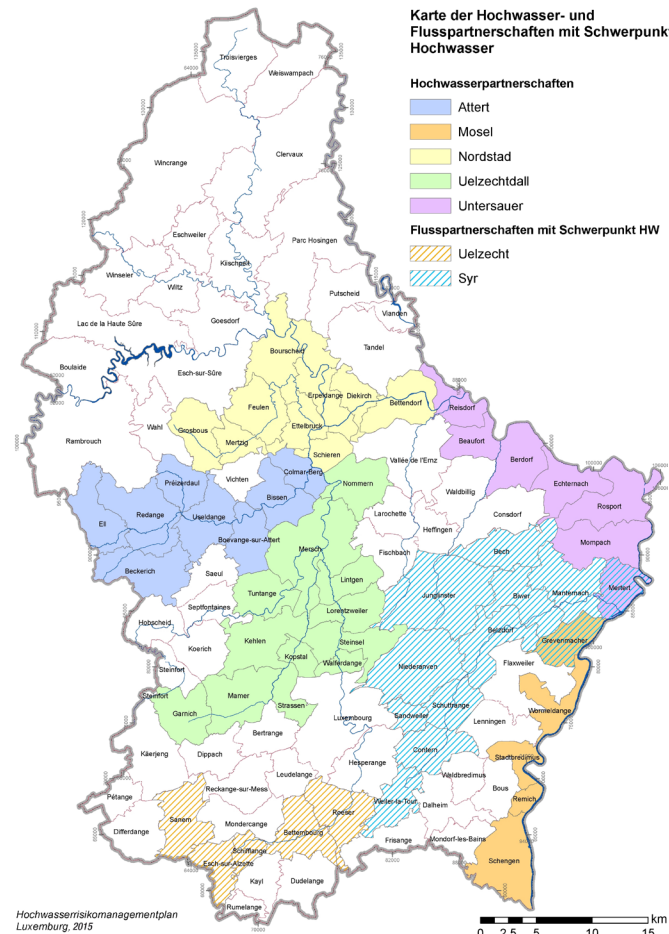 Karte der Hochwasser- und
Flusspartnerschaften mit Schwerpunkt
Hochwasser
Hochwasserpartnerschaften
Attert
Mosel
Nordstad
Uelzechtdall
Untersauer
Flusspartnerschaften mit Schwerpunkt HW
Uelzecht
Syr
Troisvierges
Weiswampach
Clervaux
Wincrange
Eschweiler
Parc Hosingen
Kiischpelt
Winseler
Wiltz
Putscheid
Goesdorf
Vianden
Lac de la Haute Sûre
Tandel
Bourscheid
Boulaide
Esch-sur-Sûre
Erpeldange
Diekirch
Bettendorf
Reisdorf
Feulen
Grosbous
Ettelbruck
Wahl
Mertzig
Beaufort
Rambrouch
Schieren
Vallée de l'Ernz
Berdorf
Colmar-Berg
Préizerdaul
Vichten
Nommern
Echternach
Waldbillig
Bissen
Ell
Redange
Useldange
Larochette
Consdorf
Rosport
Heffingen
Boevange-sur-Attert
Mompach
Mersch
Fischbach
Bech
Beckerich
Saeul
Lintgen
Tuntange
Junglinster
Biwer
Manternach
Mertert
Septfontaines
Lorentzweiler
Hobscheid
Betzdorf
Kehlen
Steinsel
Grevenmacher
Koerich
Kopstal
Walferdange
Niederanven
Flaxweiler
Steinfort
Steinfort
Mamer
Wormeldange
Garnich
Strassen
Schuttrange
Sandweiler
Luxembourg
Lenningen
Bertrange
Contern
Käerjeng
Dippach
Hesperange
Stadtbredimus
Leudelange
Waldbredimus
Reckange-sur-Mess
Bous
Pétange
Weiler-la-Tour
Remich
Roeser
Dalheim
Sanem
Mondercange
Bettembourg
Differdange
Mondorf-les-Bains
Frisange
Schifflange
Esch-sur-Alzette
Schengen
Kayl
Dudelange
Rumelange
Hochwasserrisikomanagementplan
Luxemburg, 2015
km
0 2,5 5 10 15